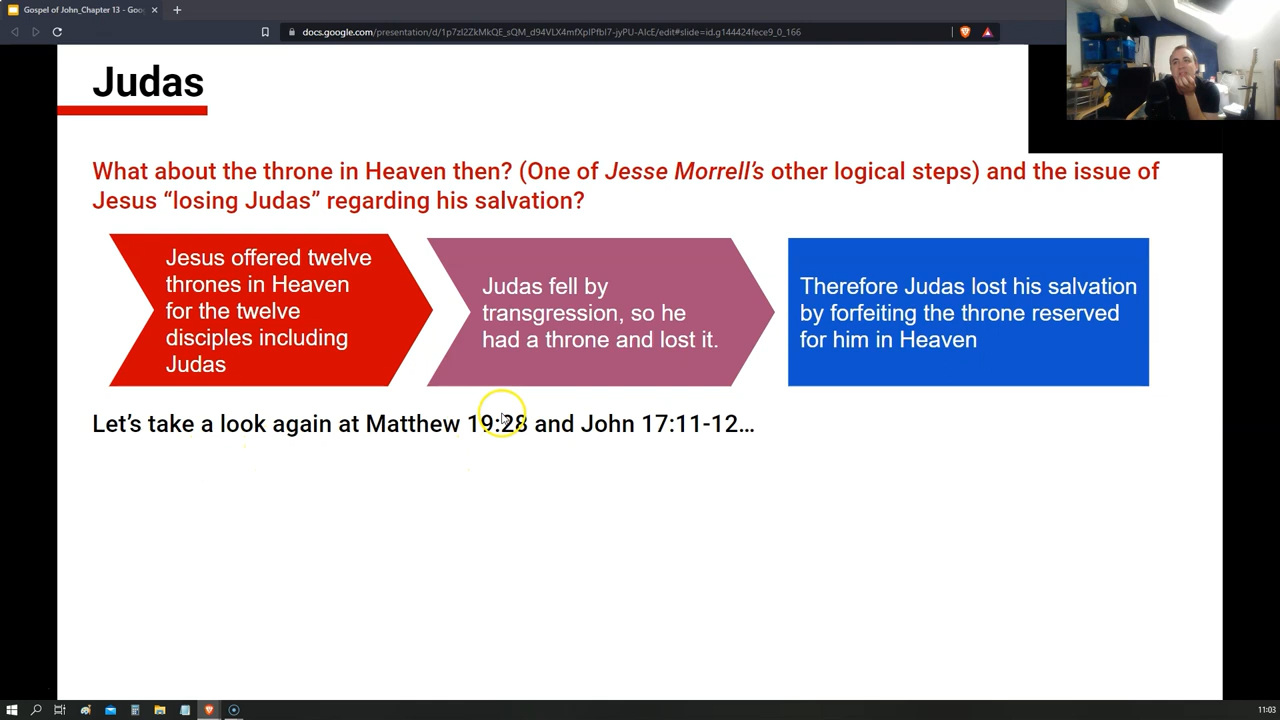 Gospel of John_Chapter 13 - Goo
docs.google.com/presentation/d/1p7zl2ZkMkQE_sQM_d94VLX4mfXpIPfbI7-jyPU-AIcE/edit#slide=id.g144424fece9_0_166
Judas
What about the throne in Heaven then? (One of Jesse Morrell's other logical steps) and the issue of
Jesus “losing Judas” regarding his salvation?
Jesus offered twelve
thrones in Heaven
for the twelve
disciples including
Judas
Judas fell by
transgression, so he
had a throne and lost it.
Therefore Judas lost his salvation
by forfeiting the throne reserved
for him in Heaven
Let’s take a look again at Matthew 19:28 and John 17:11-12…
11:03